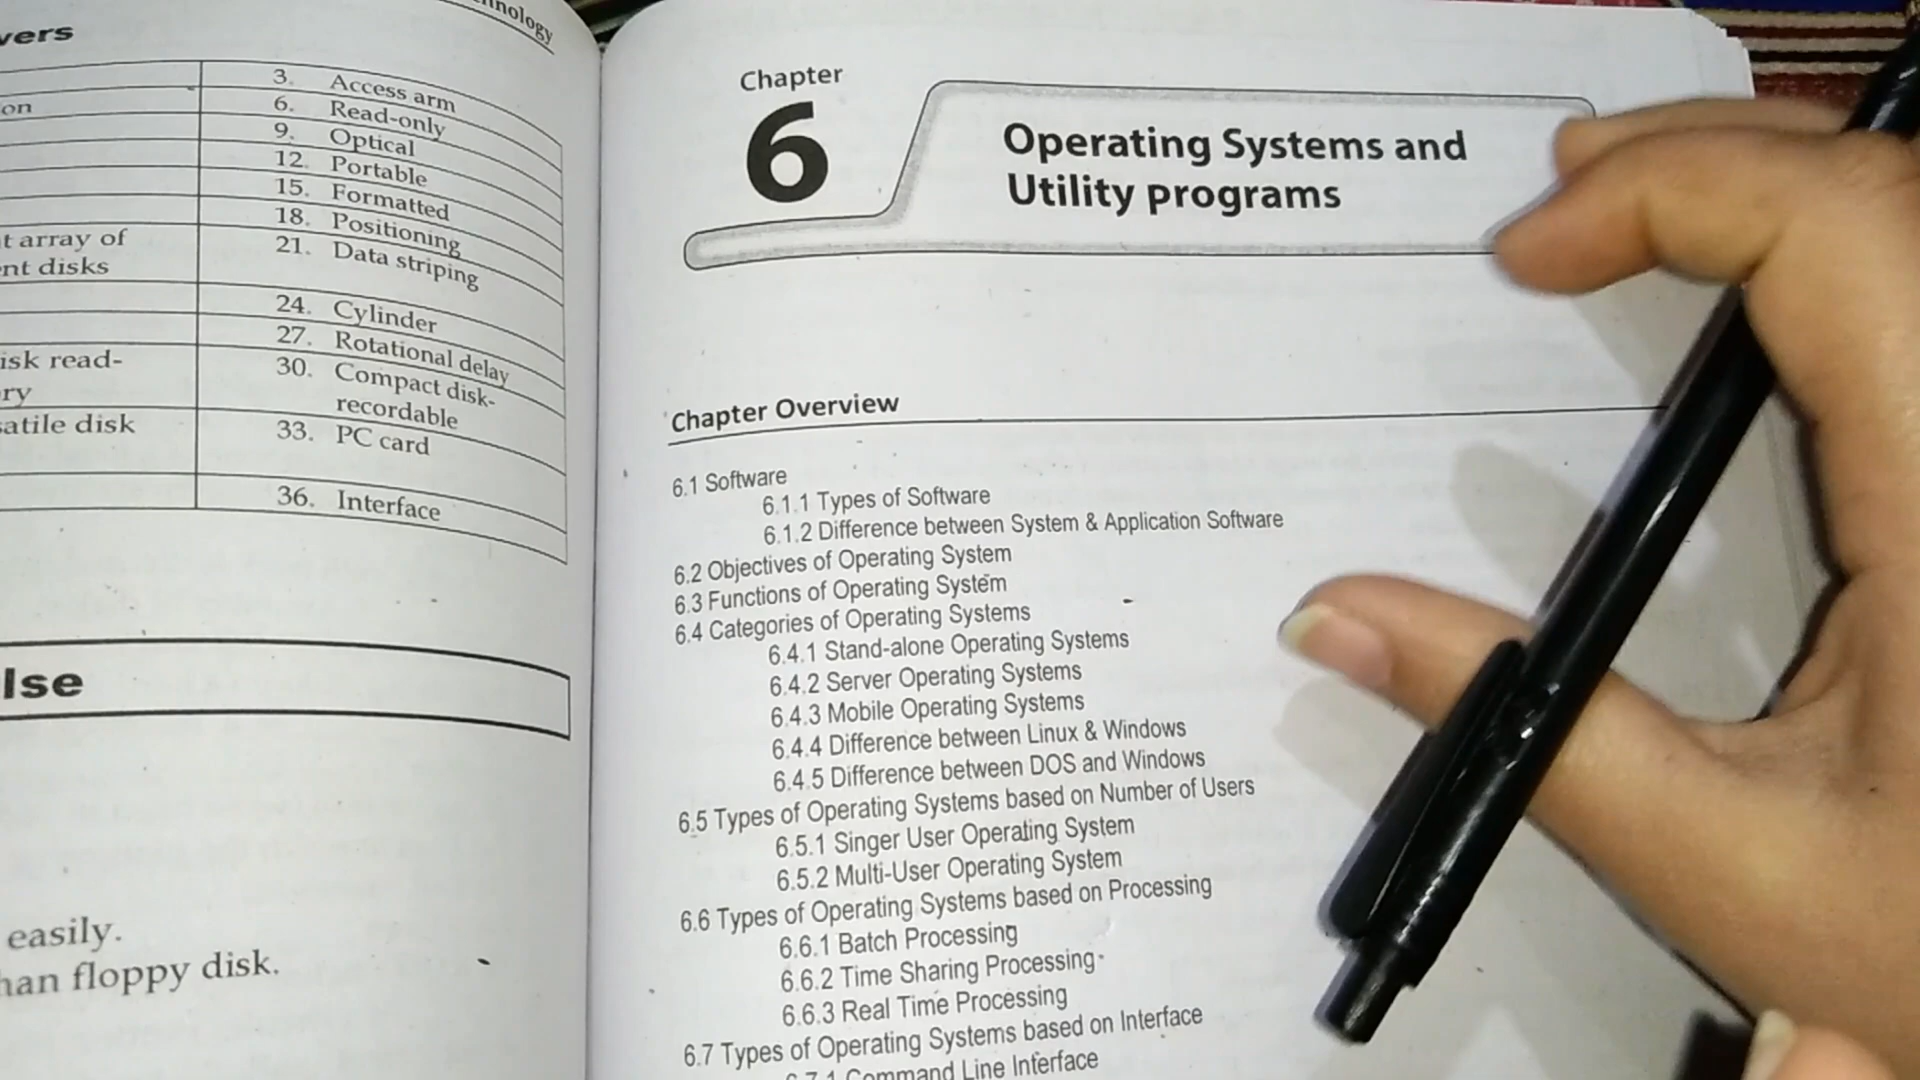 vers
3. Access arm
on
6. Read-only
9. Optical
12. Portable
15. Formatted
18. Positioning
t array of
nt disks
21. Data striping
24. Cylinder
27. Rotational delay
isk read-
ry
30. Compact disk-
recordable
atile disk
33. PC card
36. Interface
lse
easily.
han floppy disk.
Chapter
6
Operating Systems and
Utility programs
Chapter Overview
6.1 Software
6.1.1 Types of Software
6.1.2 Difference between System & Application Software
6.2 Objectives of Operating System
6.3 Functions of Operating System
6.4 Categories of Operating Systems
6.4.1 Stand-alone Operating Systems
6.4.2 Server Operating Systems
6.4.3 Mobile Operating Systems
6.4.4 Difference between Linux & Windows
6.4.5 Difference between DOS and Windows
6.5 Types of Operating Systems based on Number of Users
6.5.1 Singer User Operating System
6.5.2 Multi-User Operating System
6.6 Types of Operating Systems based on Processing
6.6.1 Batch Processing
6.6.2 Time Sharing Processing
6.6.3 Real Time Processing
6.7 Types of Operating Systems based on Interface
6.7.1 Command Line Interface